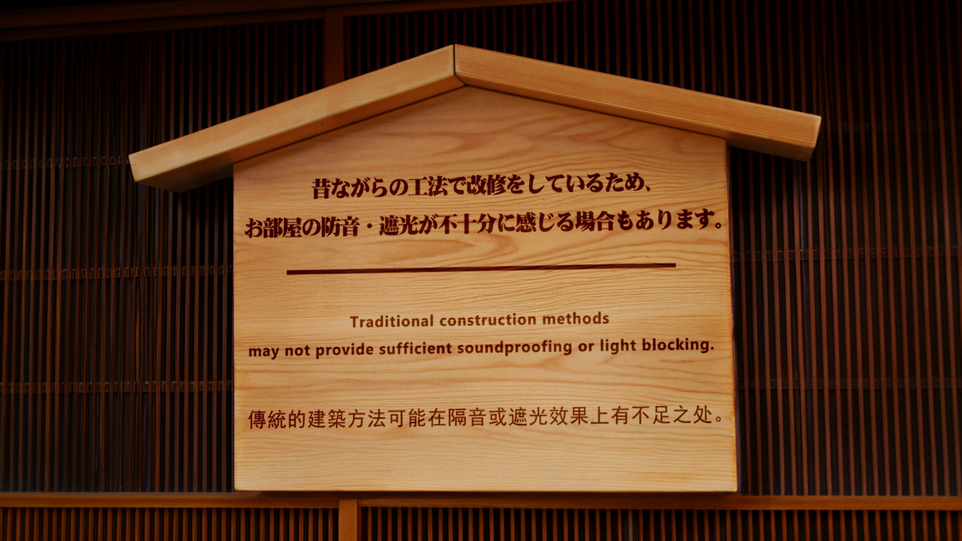 昔ながらの工法で改修をしているため、
お部屋の防音・遮光が不十分に感じる場合もあります。
Traditional construction methods
may not provide sufficient soundproofing or light blocking.
傳統的建築方法可能在隔音或遮光效果上有不足之处。